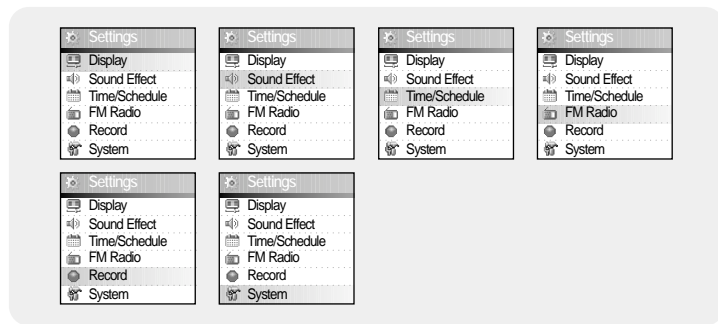 Settings
Display
Sound Effect
Time/Schedule
FM Radio
Record
System
Settings
Display
Sound Effect
Time/Schedule
FM Radio
Record
System
Settings
Display
Sound Effect
Time/Schedule
FM Radio
Record
System
Settings
Display
Sound Effect
Time/Schedule
FM Radio
Record
System
Settings
Display
Sound Effect
Time/Schedule
FM Radio
Record
System
Settings
Display
Sound Effect
Time/Schedule
FM Radio
Record
System